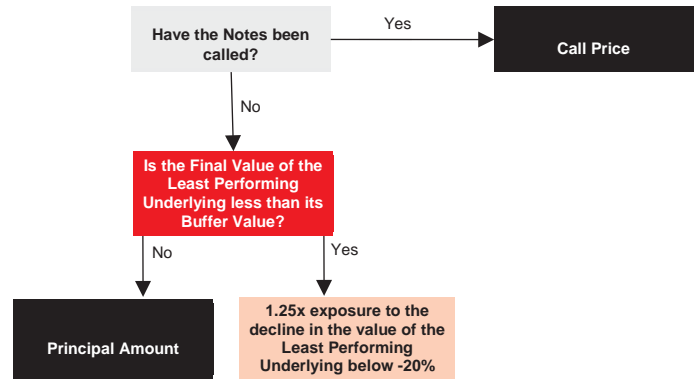 Have the Notes been
called?
Yes
Call Price
No
Is the Final Value of the
Least Performing
Underlying less than its
Buffer Value?
No
Yes
Principal Amount
1.25x exposure to the
decline in the value of the
Least Performing
Underlying below -20%